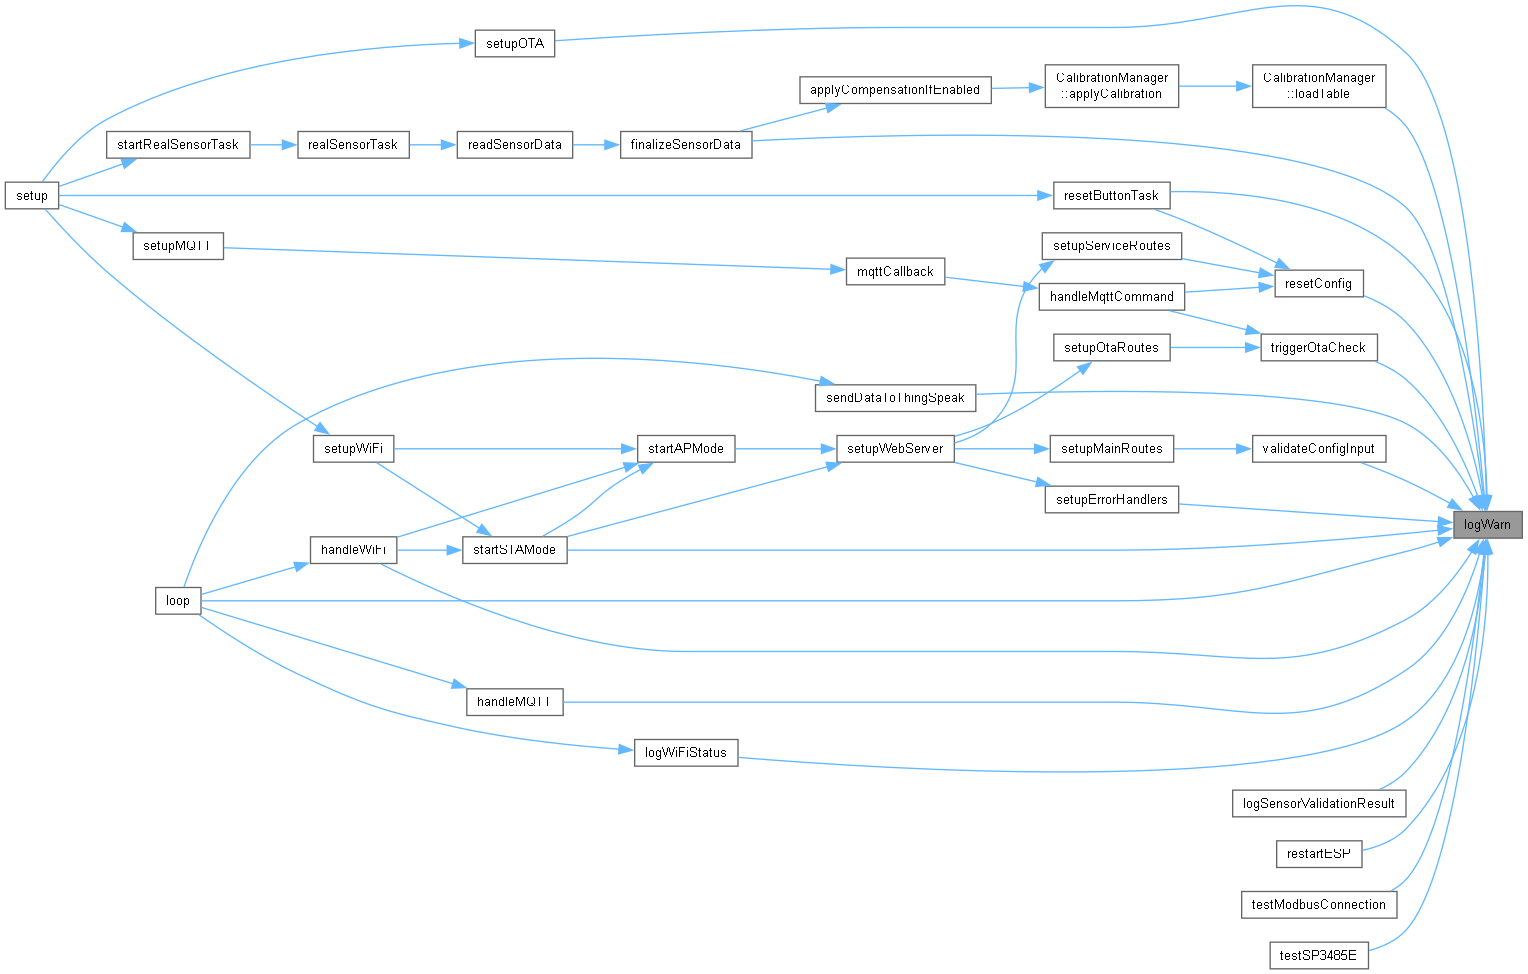 setupOTA
CalibrationManager
::applyCalibration
CalibrationManager
::loadTable
applyCompensationIfEnabled
startRealSensorTask
realSensorTask
readSensorData
finalizeSensorData
setup
resetButtonTask
setupMQTT
setupServiceRoutes
mqttCallback
resetConfig
handleMqttCommand
setupOtaRoutes
triggerOtaCheck
sendDataToThingSpeak
setupWiFi
startAPMode
setupWebServer
setupMainRoutes
validateConfigInput
setupErrorHandlers
logWarn
handleWiFi
startSTAMode
loop
handleMQTT
logWiFiStatus
logSensorValidationResult
restartESP
testModbusConnection
testSP3485E